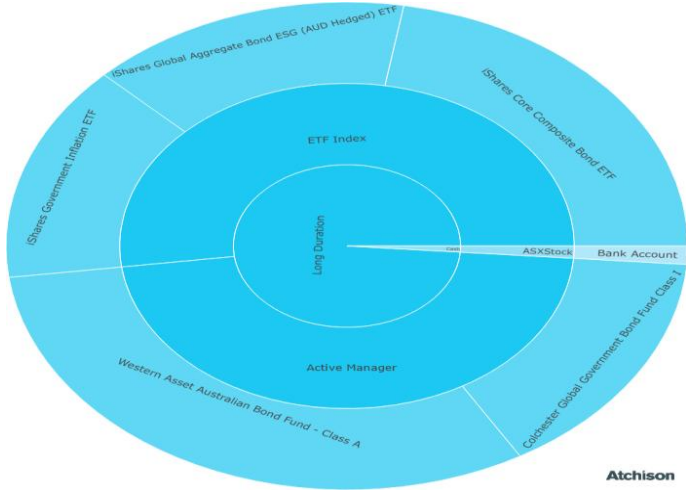 iShares Global Aggregate Bond ESG (AUD Hedged) ETF
iShares Core Composite Bond ETF
iShares Government Inflation ETF
ETF Index
Long Duration
Cash
ASXStock
Bank Account
Active Manager
Western Asset Australian Bond Fund - Class A
Colchester Global Government Bond Fund Class I
Atchison